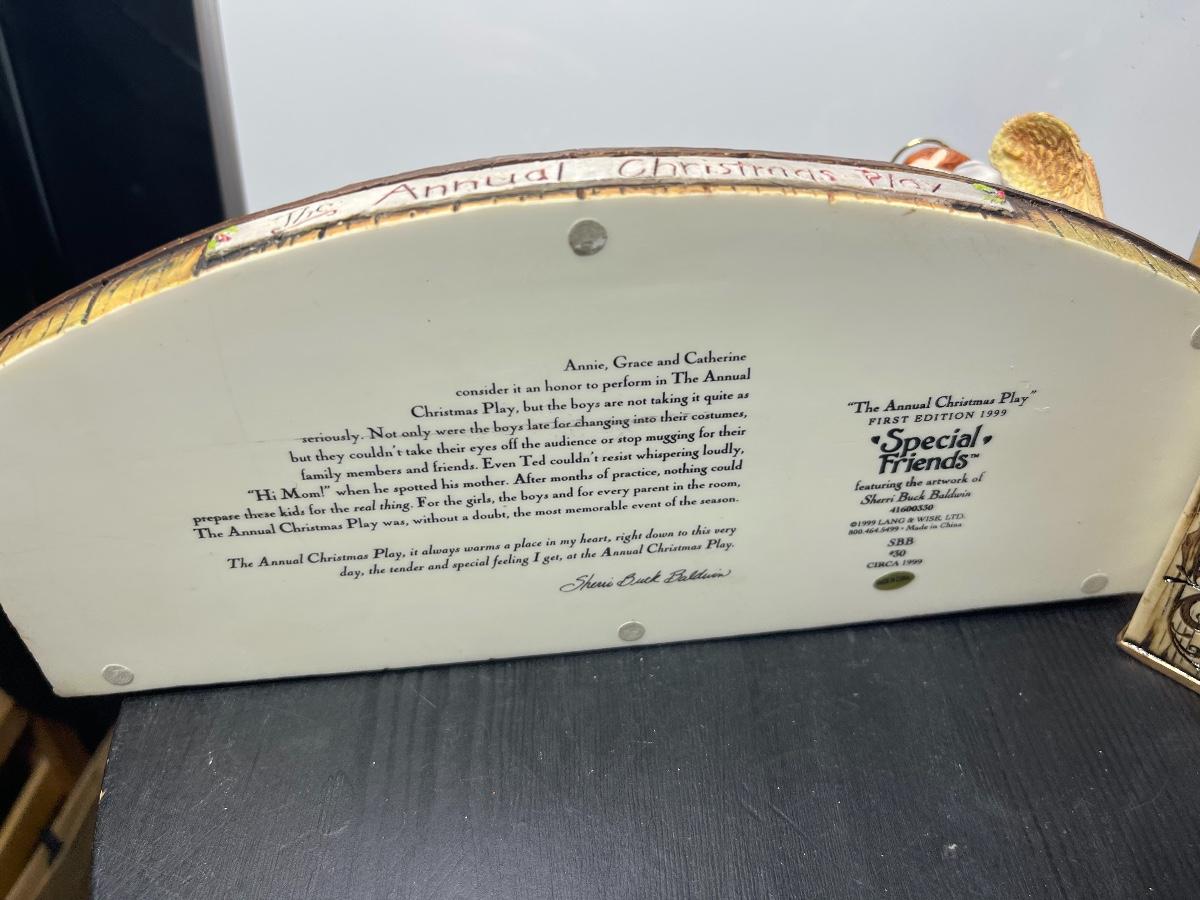 The Annual Christmas Play
Annie, Grace and Catherine
consider it an honor to perform in The Annual
Christmas Play, but the boys are not taking it quite as
seriously. Not only were the boys late for changing into their costumes,
but they couldn't take their eyes off the audience or stop mugging for their
family members and friends. Even Ted couldn't resist whispering loudly,
"Hi Mom!" when he spotted his mother. After months of practice, nothing could
prepare these kids for the real thing. For the girls, the boys and for every parent in the room,
The Annual Christmas Play was, without a doubt, the most memorable event of the season.
The Annual Christmas Play, it always warms a place in my heart, right down to this very
day, the tender and special feeling I get, at the Annual Christmas Play.
Sherri Buck Baldwin
"The Annual Christmas Play"
FIRST EDITION 1999
Special
Friends™
featuring the artwork of
Sherri Buck Baldwin
41600330
©1999 LANG & WISE, LTD.
800.464.5499 • Made in China
SBB
#30
CIRCA 1999
MADE IN CHINA